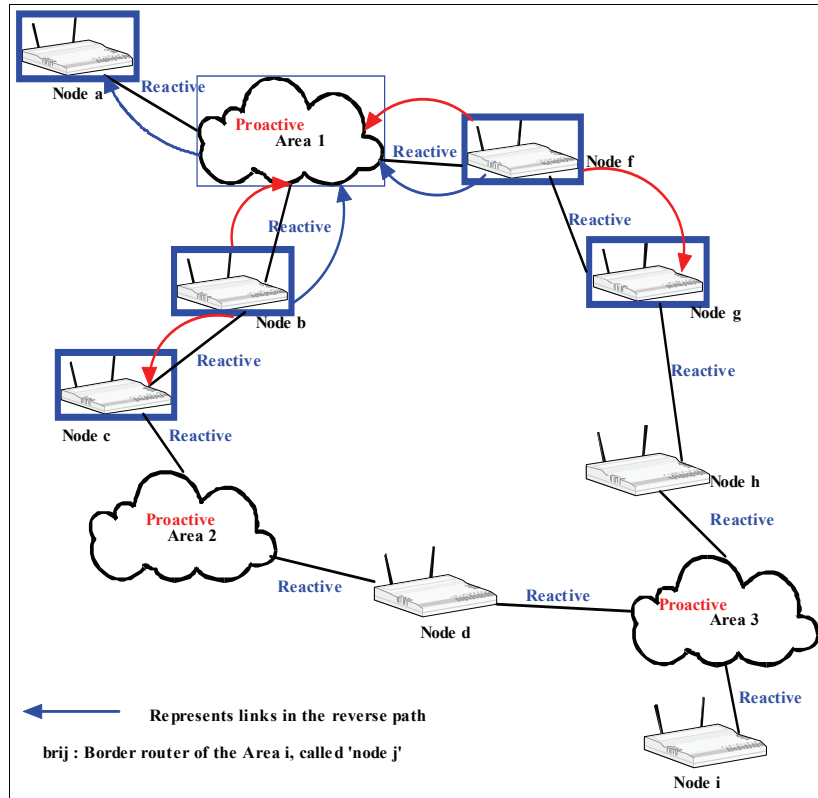 Node a
Reactive
Proactive
Area 1
Reactive
Node f
Reactive
Reactive
Node b
Node g
Reactive
Reactive
Node c
Reactive
Node h
Proactive
Area 2
Reactive
Reactive
Reactive
Proactive
Area 3
Node d
Reactive
Represents links in the reverse path
brij : Border router of the Area i, called 'node j'
Node i